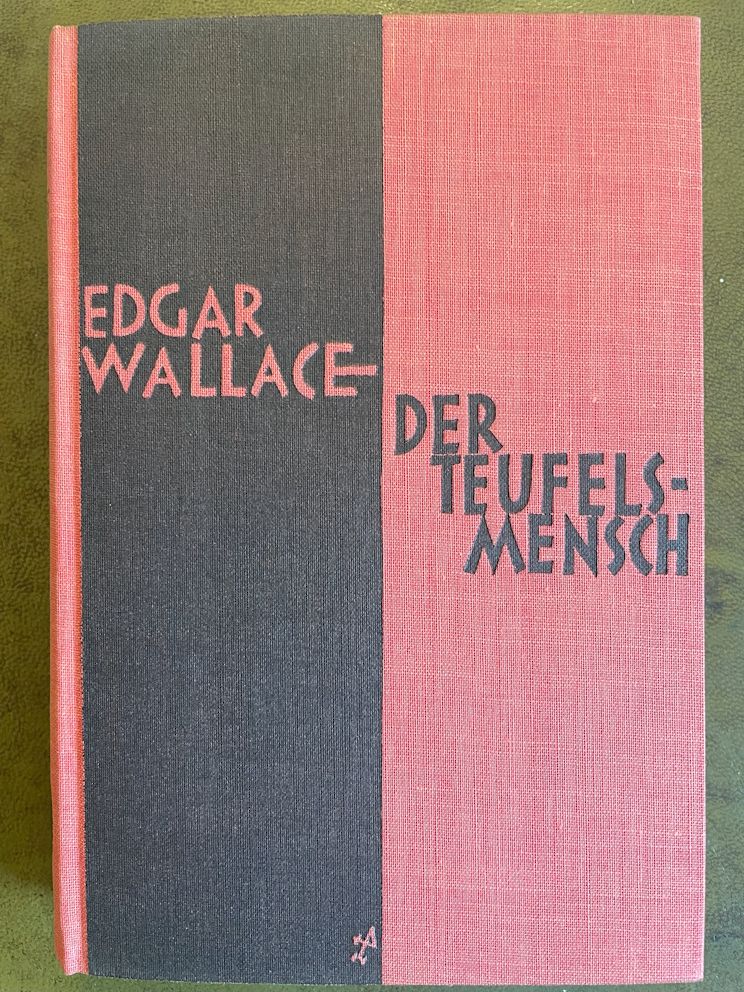 EDGAR
WALLACE-
DER
TEUFELS-
MENSCH